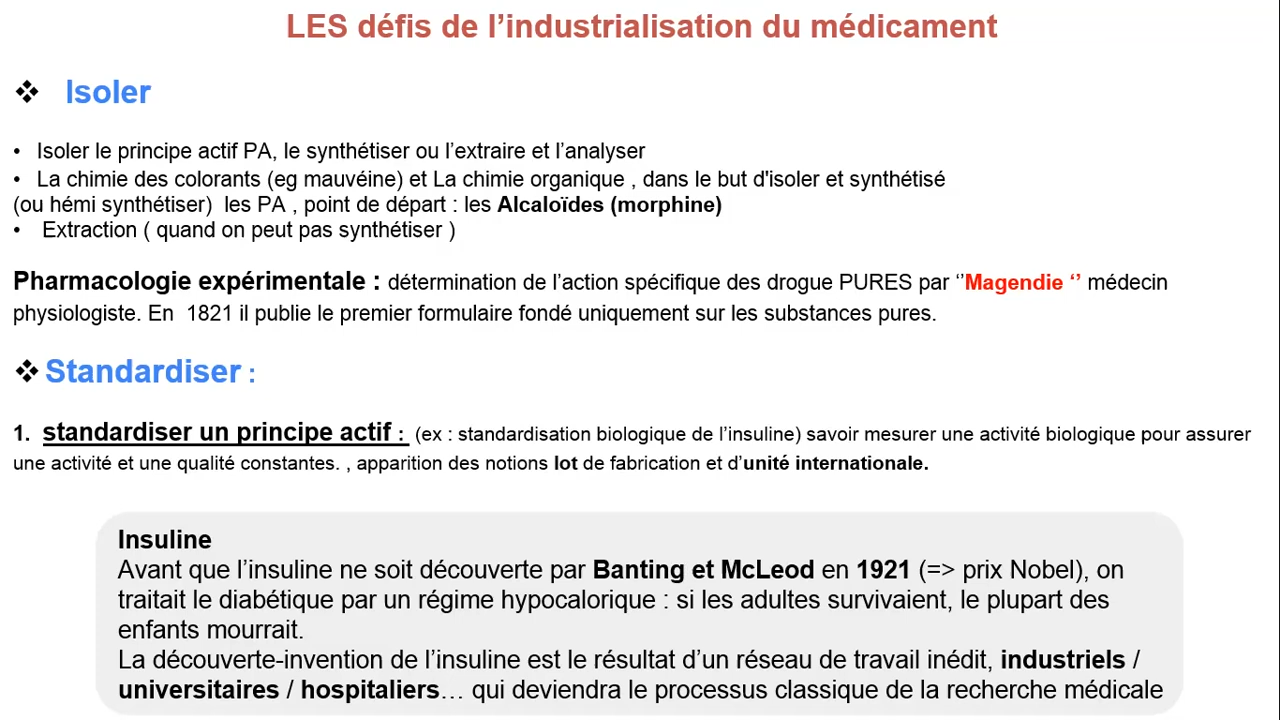 LES défis de l’industrialisation du médicament
❖ Isoler
• Isoler le principe actif PA, le synthétiser ou l’extraire et l’analyser
• La chimie des colorants (eg mauvéine) et La chimie organique , dans le but d'isoler et synthétisé
(ou hémi synthétiser) les PA , point de départ : les Alcaloïdes (morphine)
• Extraction ( quand on peut pas synthétiser )
Pharmacologie expérimentale : détermination de l’action spécifique des drogue PURES par ‘’Magendie ‘’ médecin
physiologiste. En 1821 il publie le premier formulaire fondé uniquement sur les substances pures.
❖ Standardiser :
1. standardiser un principe actif : (ex : standardisation biologique de l’insuline) savoir mesurer une activité biologique pour assurer
une activité et une qualité constantes. , apparition des notions lot de fabrication et d’unité internationale.
Insuline
Avant que l’insuline ne soit découverte par Banting et McLeod en 1921 (=> prix Nobel), on
traitait le diabétique par un régime hypocalorique : si les adultes survivaient, le plupart des
enfants mourrait.
La découverte-invention de l’insuline est le résultat d’un réseau de travail inédit, industriels /
universitaires / hospitaliers… qui deviendra le processus classique de la recherche médicale